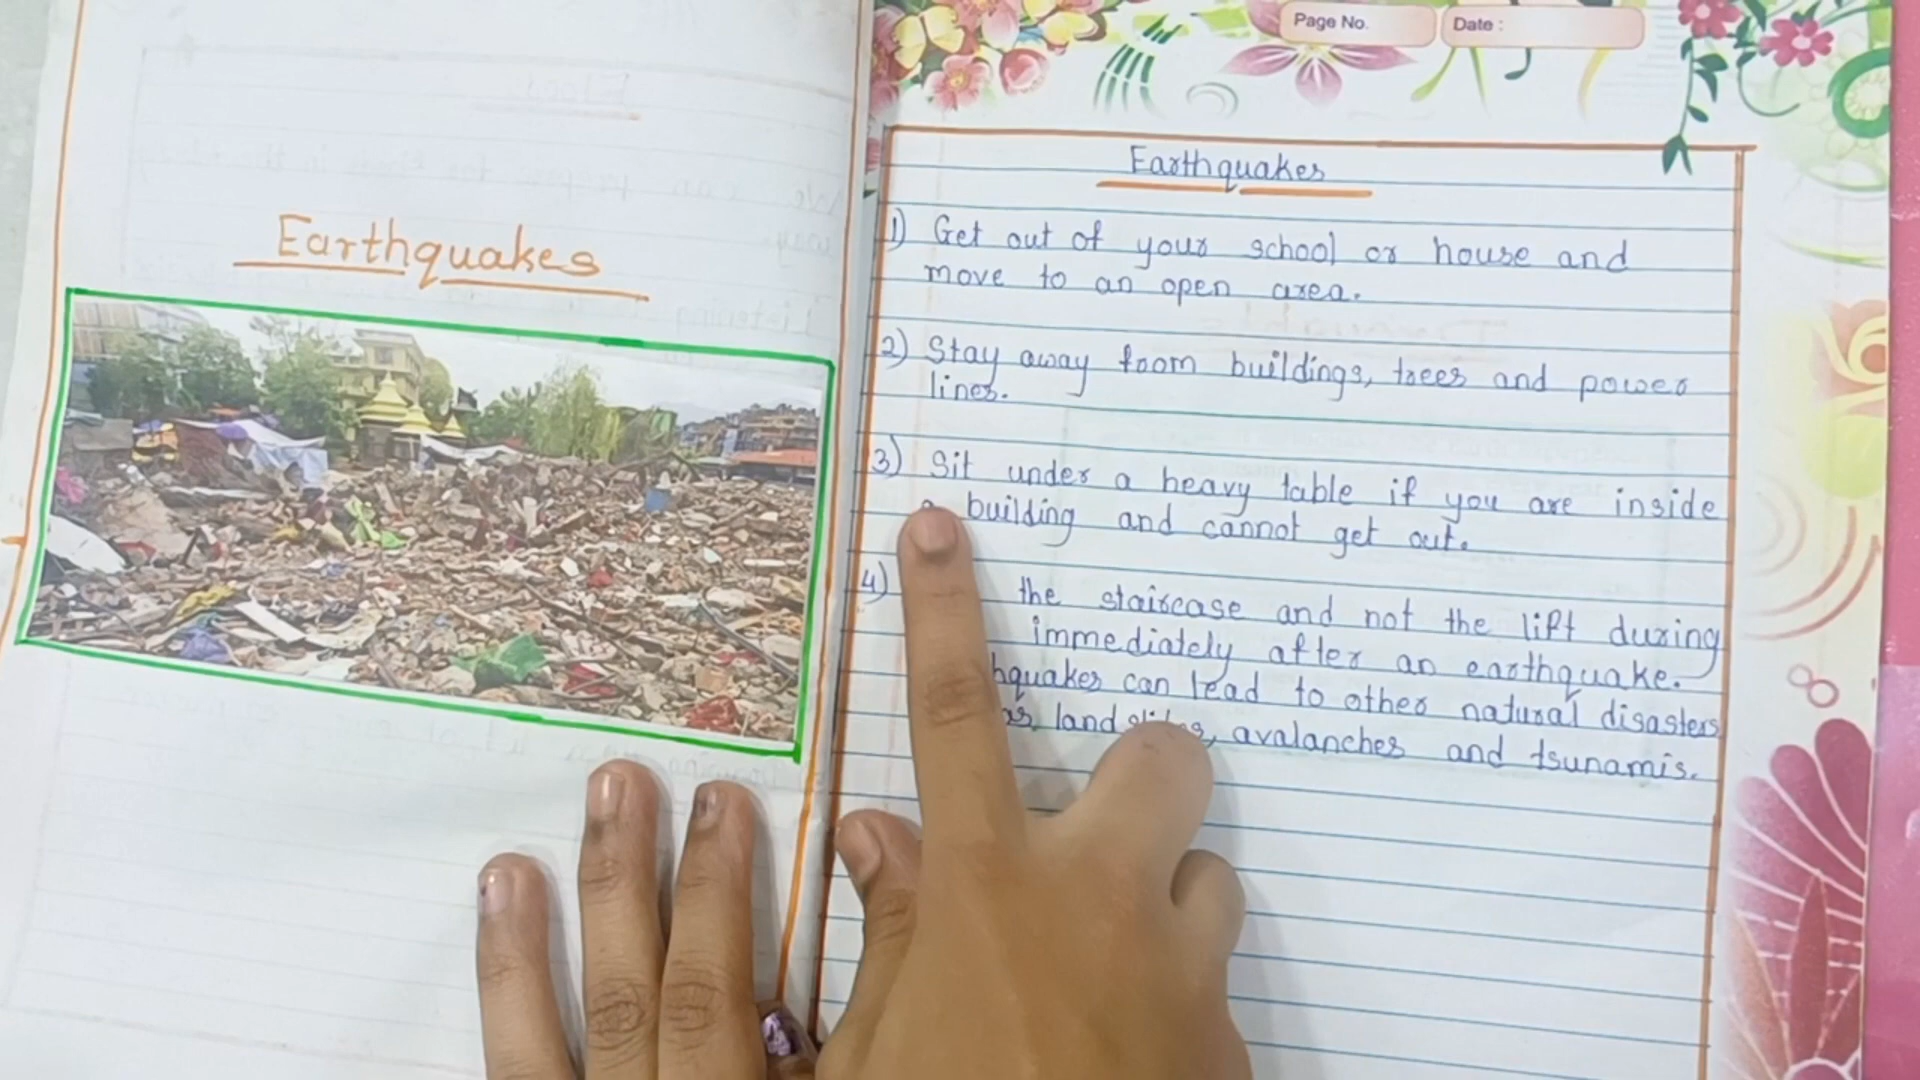 Earthquakes
Page No.
Date :
Earthquakes
1) Get out of your school or house and
move to an open area.
2) Stay away from buildings, trees and power
lines.
3) Sit under a heavy table if you are inside
a building and cannot get out.
4) the staircase and not the lift during
immediately after an earthquake.
hquakes can lead to other natural disasters
as landslides, avalanches and tsunamis.